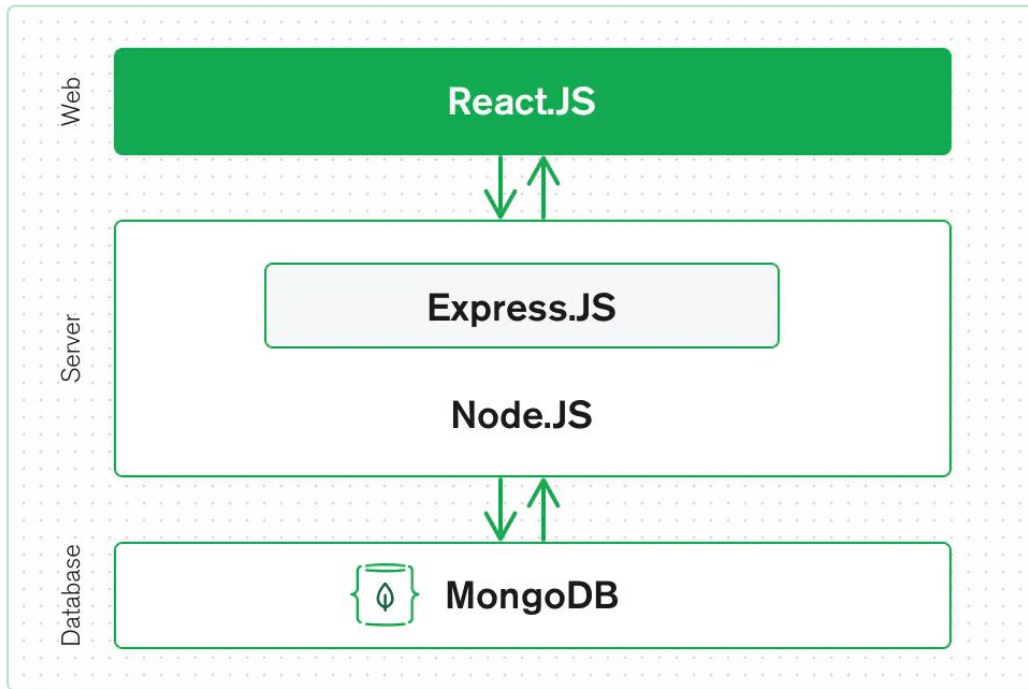 Web
React.JS
Server
Express.JS
Node.JS
Database
MongoDB